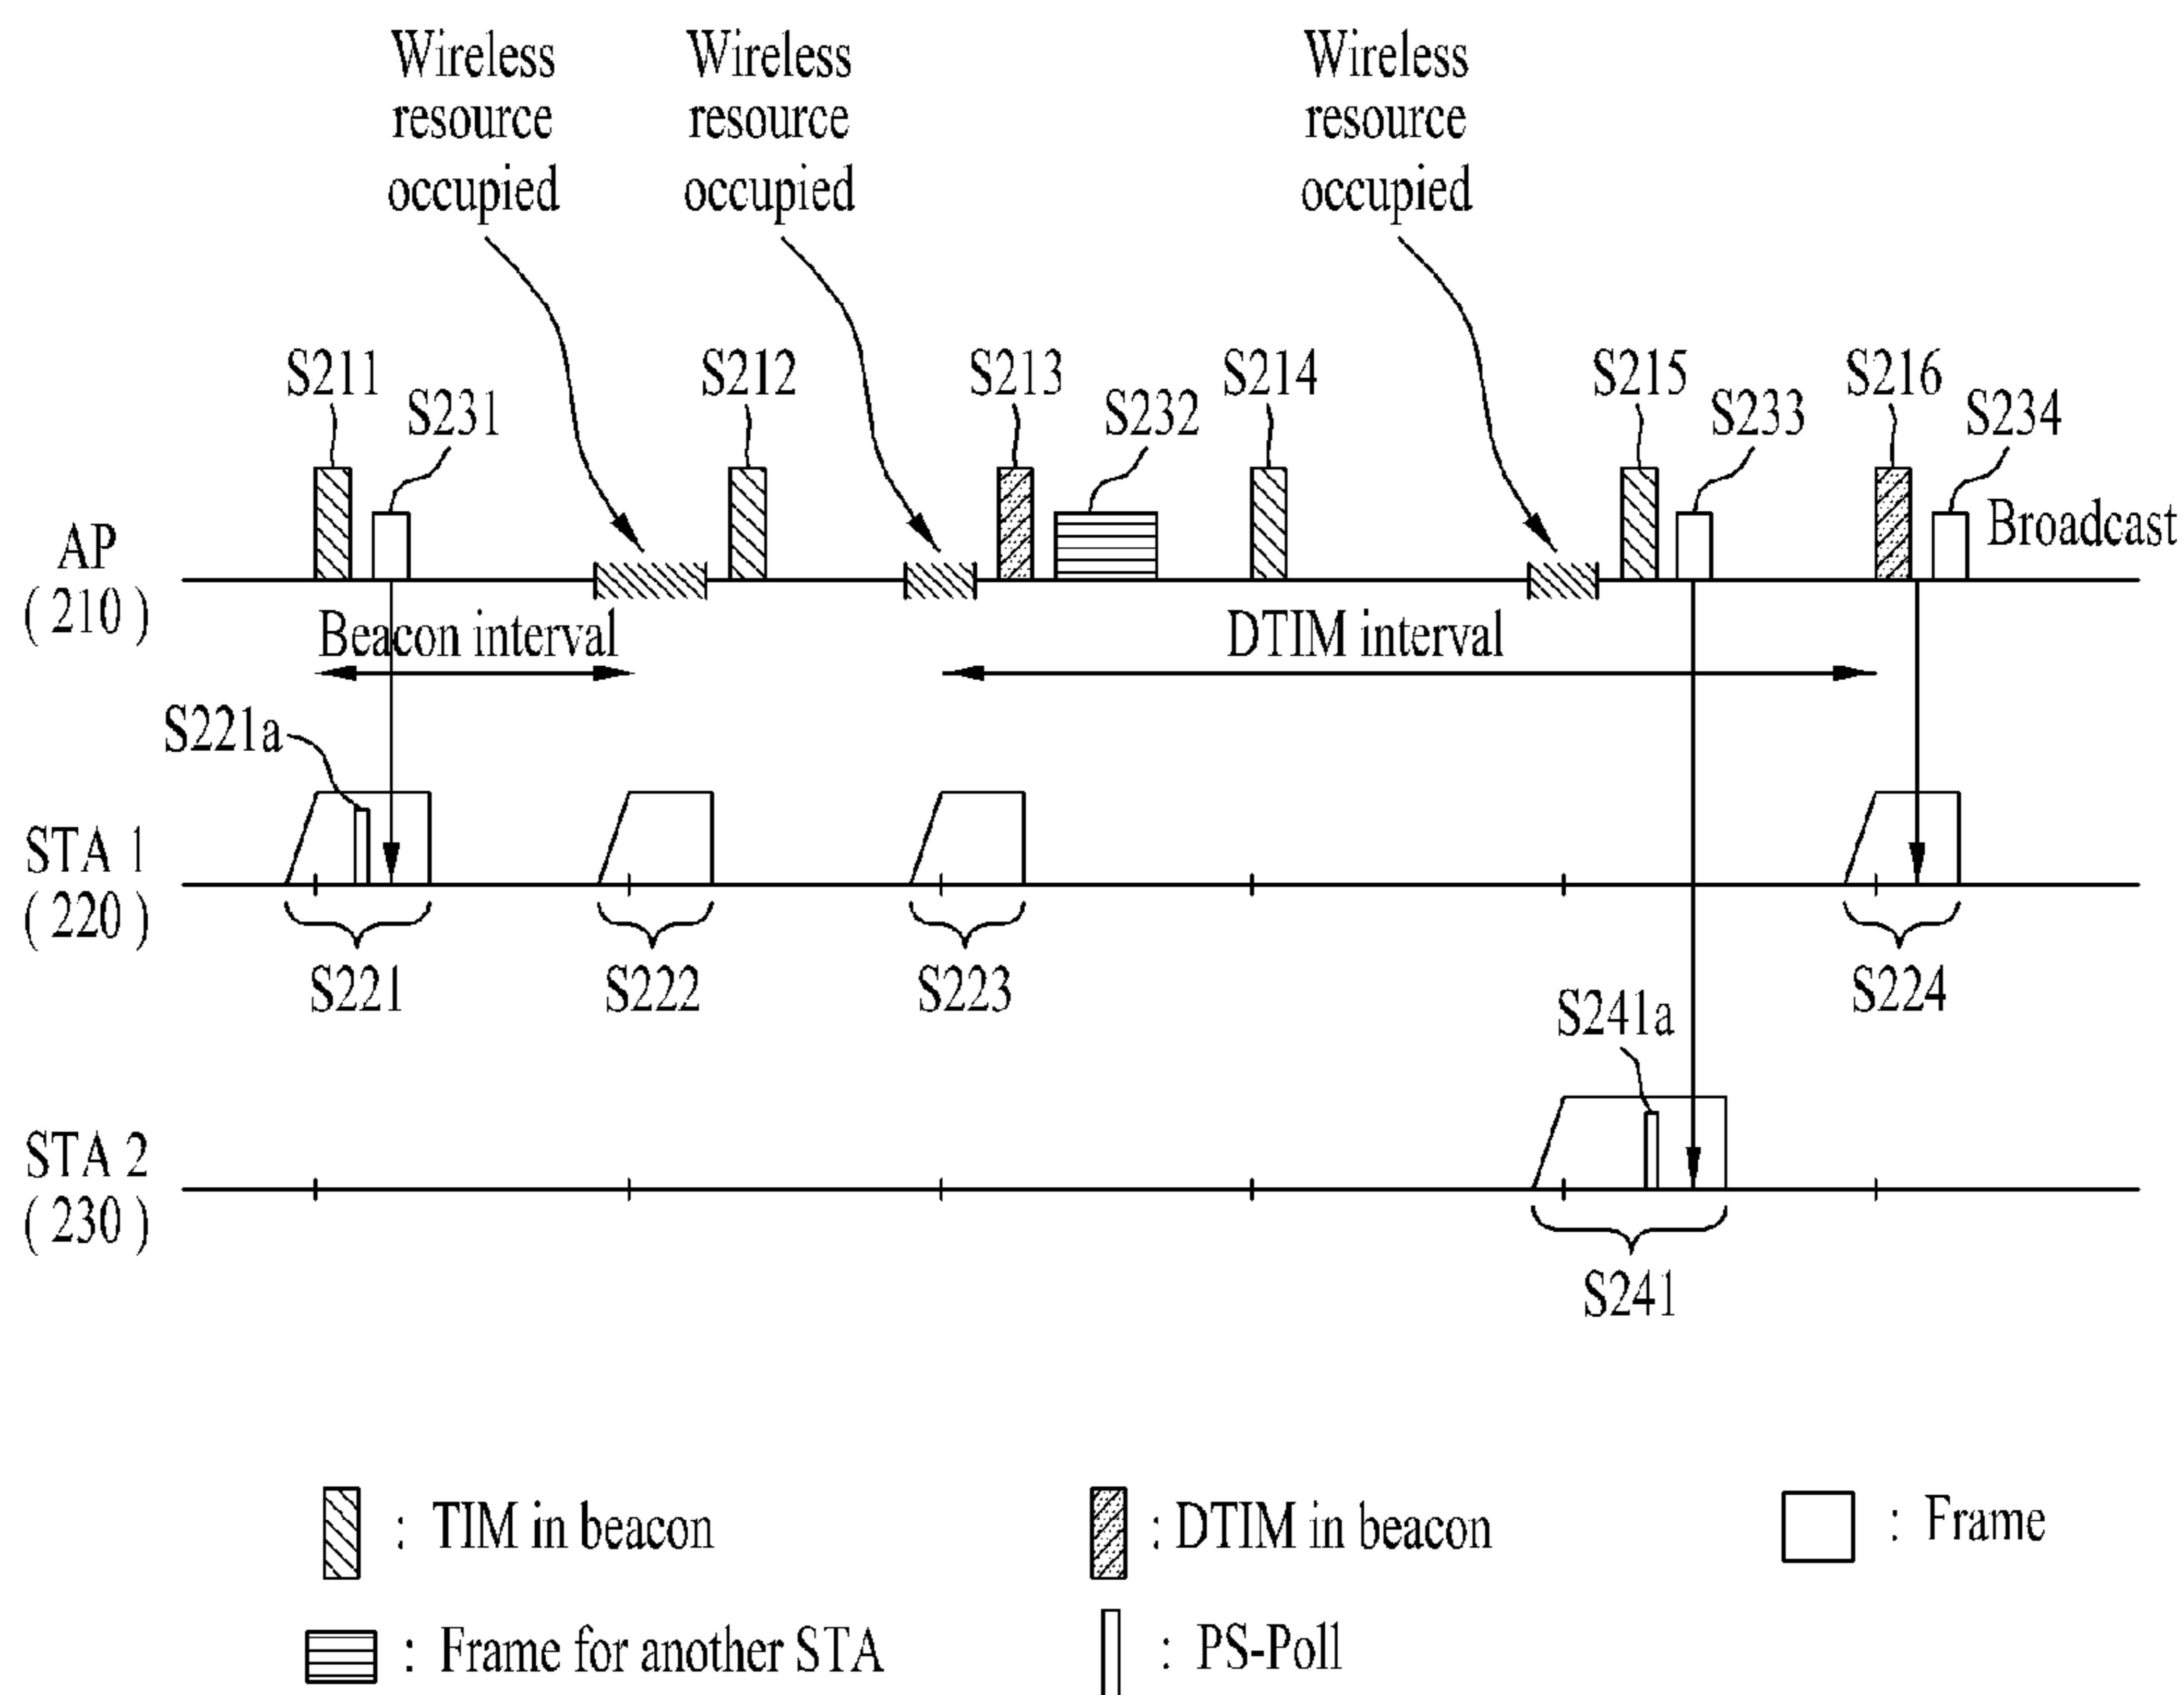 Wireless
resource
occupied
Wireless
resource
occupied
Wireless
resource
occupied
S211
S231
S212
S213
S232
S214
S215
S233
S216
S234
Broadcast
AP
( 210 )
Beacon interval
DTIM interval
S221a
STA 1
( 220 )
S221
S222
S223
S224
S241a
STA 2
( 230 )
S241
: TIM in beacon
: DTIM in beacon
: Frame
: Frame for another STA
: PS-Poll